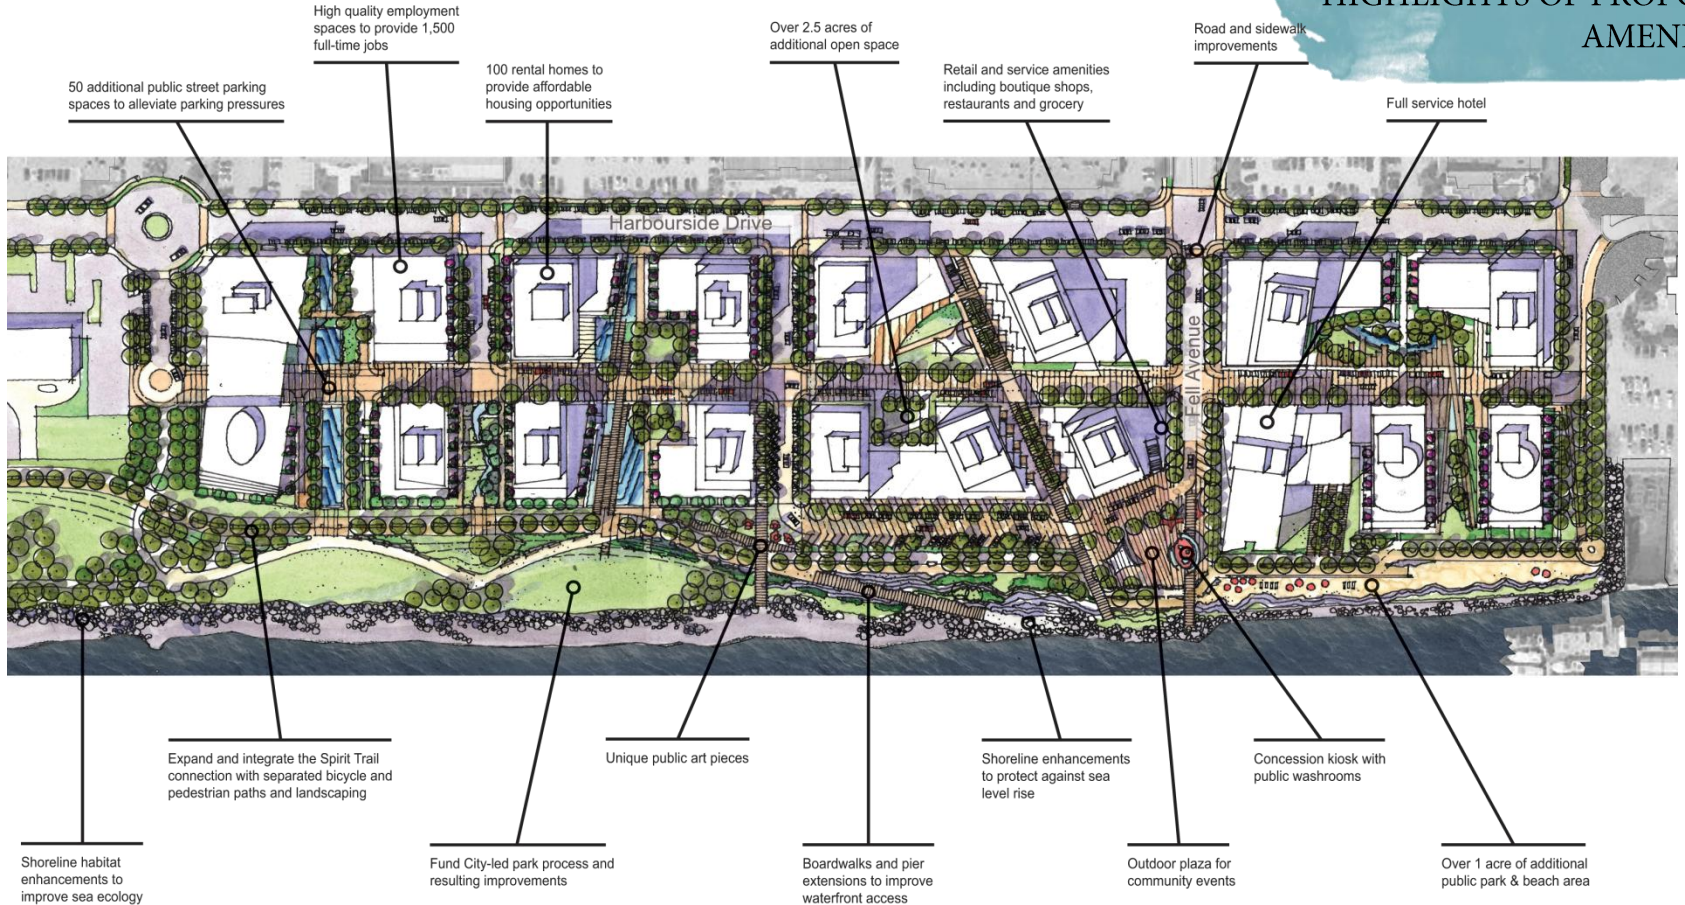 HIGHLIGHTS OF
High quality employment
spaces to provide 1,500
full-time jobs
Over 2.5 acres of
additional open space
Road and sidewalk
improvements
50 additional public street parking
spaces to alleviate parking pressures
100 rental homes to
provide affordable
housing opportunities
Retail and service amenities
including boutique shops,
restaurants and grocery
Full service hotel
Harbourside Drive
Fell Avenue
Expand and integrate the Spirit Trail
connection with separated bicycle and
pedestrian paths and landscaping
Unique public art pieces
Shoreline enhancements
to protect against sea
level rise
Concession kiosk with
public washrooms
Shoreline habitat
enhancements to
improve sea ecology
Fund City-led park process and
resulting improvements
Boardwalks and pier
extensions to improve
waterfront access
Outdoor plaza for
community events
Over 1 acre of additional
public park & beach area